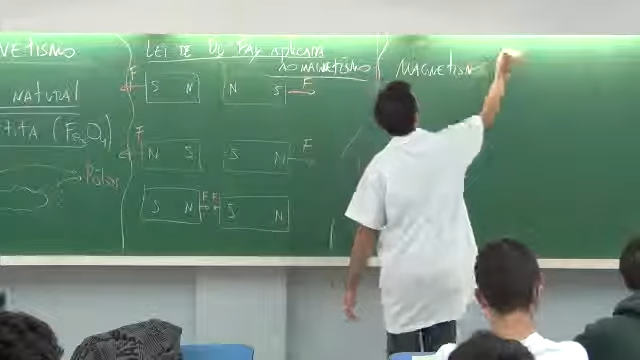 NETISMO
NATURAL
TITA (Fe3O4)
Polos
LEI DE DU FAY APLICADA
AO MAGNETISMO
F S N N S F
F N S S N F
S N F F S N
MAGNETISM